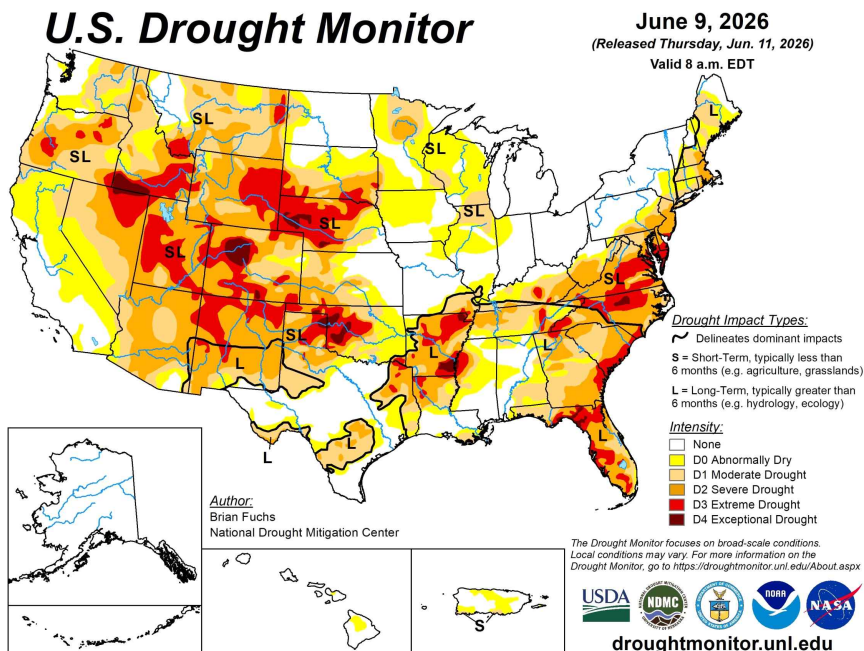 U.S. Drought Monitor
June 9, 2026
(Released Thursday, Jun. 11, 2026)
Valid 8 a.m. EDT
L
SL
SL
SL
SL
SL
SL
SL
SL
L
L
L
L
L
L
L
Drought Impact Types:
Delineates dominant impacts
S = Short-Term, typically less than
6 months (e.g. agriculture, grasslands)
L = Long-Term, typically greater than
6 months (e.g. hydrology, ecology)
Intensity:
None
D0 Abnormally Dry
D1 Moderate Drought
D2 Severe Drought
D3 Extreme Drought
D4 Exceptional Drought
Author:
Brian Fuchs
National Drought Mitigation Center
S
The Drought Monitor focuses on broad-scale conditions.
Local conditions may vary. For more information on the
Drought Monitor, go to https://droughtmonitor.unl.edu/About.aspx
USDA
NDMC
NOAA
NASA
droughtmonitor.unl.edu